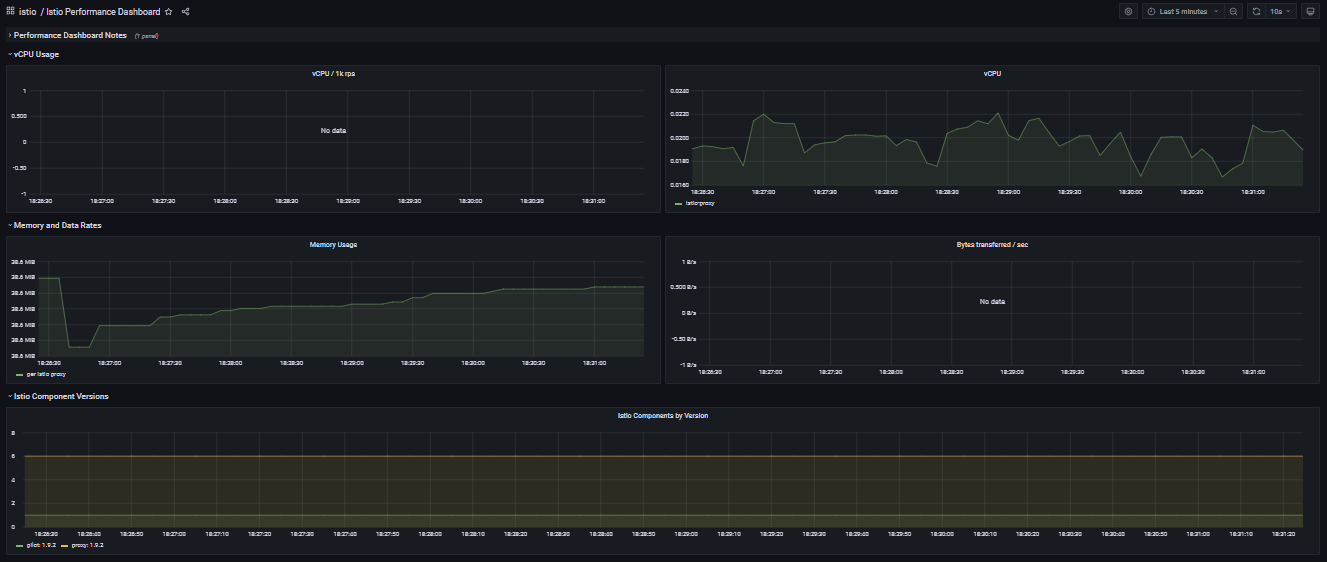 istio / Istio Performance Dashboard
Last 5 minutes
10s
Performance Dashboard Notes (1 panel)
vCPU Usage
vCPU / 1k rps
1
0.500
0
-0.50
-1
No data
18:26:30 18:27:00 18:27:30 18:28:00 18:28:30 18:29:00 18:29:30 18:30:00 18:30:30 18:31:00
vCPU
0.0240
0.0220
0.0200
0.0180
0.0160
18:26:30 18:27:00 18:27:30 18:28:00 18:28:30 18:29:00 18:29:30 18:30:00 18:30:30 18:31:00
istio-proxy
Memory and Data Rates
Memory Usage
38.6 MiB
38.6 MiB
38.6 MiB
38.6 MiB
38.6 MiB
38.6 MiB
38.6 MiB
18:26:30 18:27:00 18:27:30 18:28:00 18:28:30 18:29:00 18:29:30 18:30:00 18:30:30 18:31:00
per istio proxy
Bytes transferred / sec
1 B/s
0.500 B/s
0 B/s
-0.50 B/s
-1 B/s
No data
18:26:30 18:27:00 18:27:30 18:28:00 18:28:30 18:29:00 18:29:30 18:30:00 18:30:30 18:31:00
Istio Component Versions
Istio Components by Version
8
6
4
2
0
18:26:30 18:26:40 18:26:50 18:27:00 18:27:10 18:27:20 18:27:30 18:27:40 18:27:50 18:28:00 18:28:10 18:28:20 18:28:30 18:28:40 18:28:50 18:29:00 18:29:10 18:29:20 18:29:30 18:29:40 18:29:50 18:30:00 18:30:10 18:30:20 18:30:30 18:30:40 18:30:50 18:31:00 18:31:10 18:31:20
pilot: 1.9.2 proxy: 1.9.2